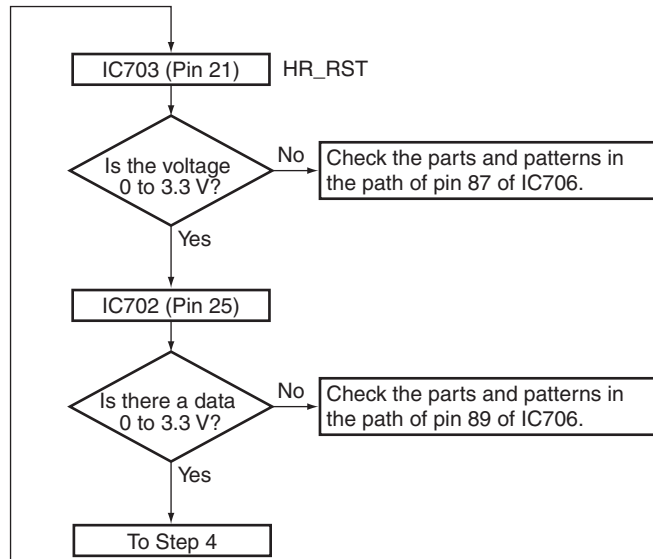 IC703 (Pin 21) HR_RST
Is the voltage
0 to 3.3 V?
No
Check the parts and patterns in
the path of pin 87 of IC706.
Yes
IC702 (Pin 25)
Is there a data
0 to 3.3 V?
No
Check the parts and patterns in
the path of pin 89 of IC706.
Yes
To Step 4